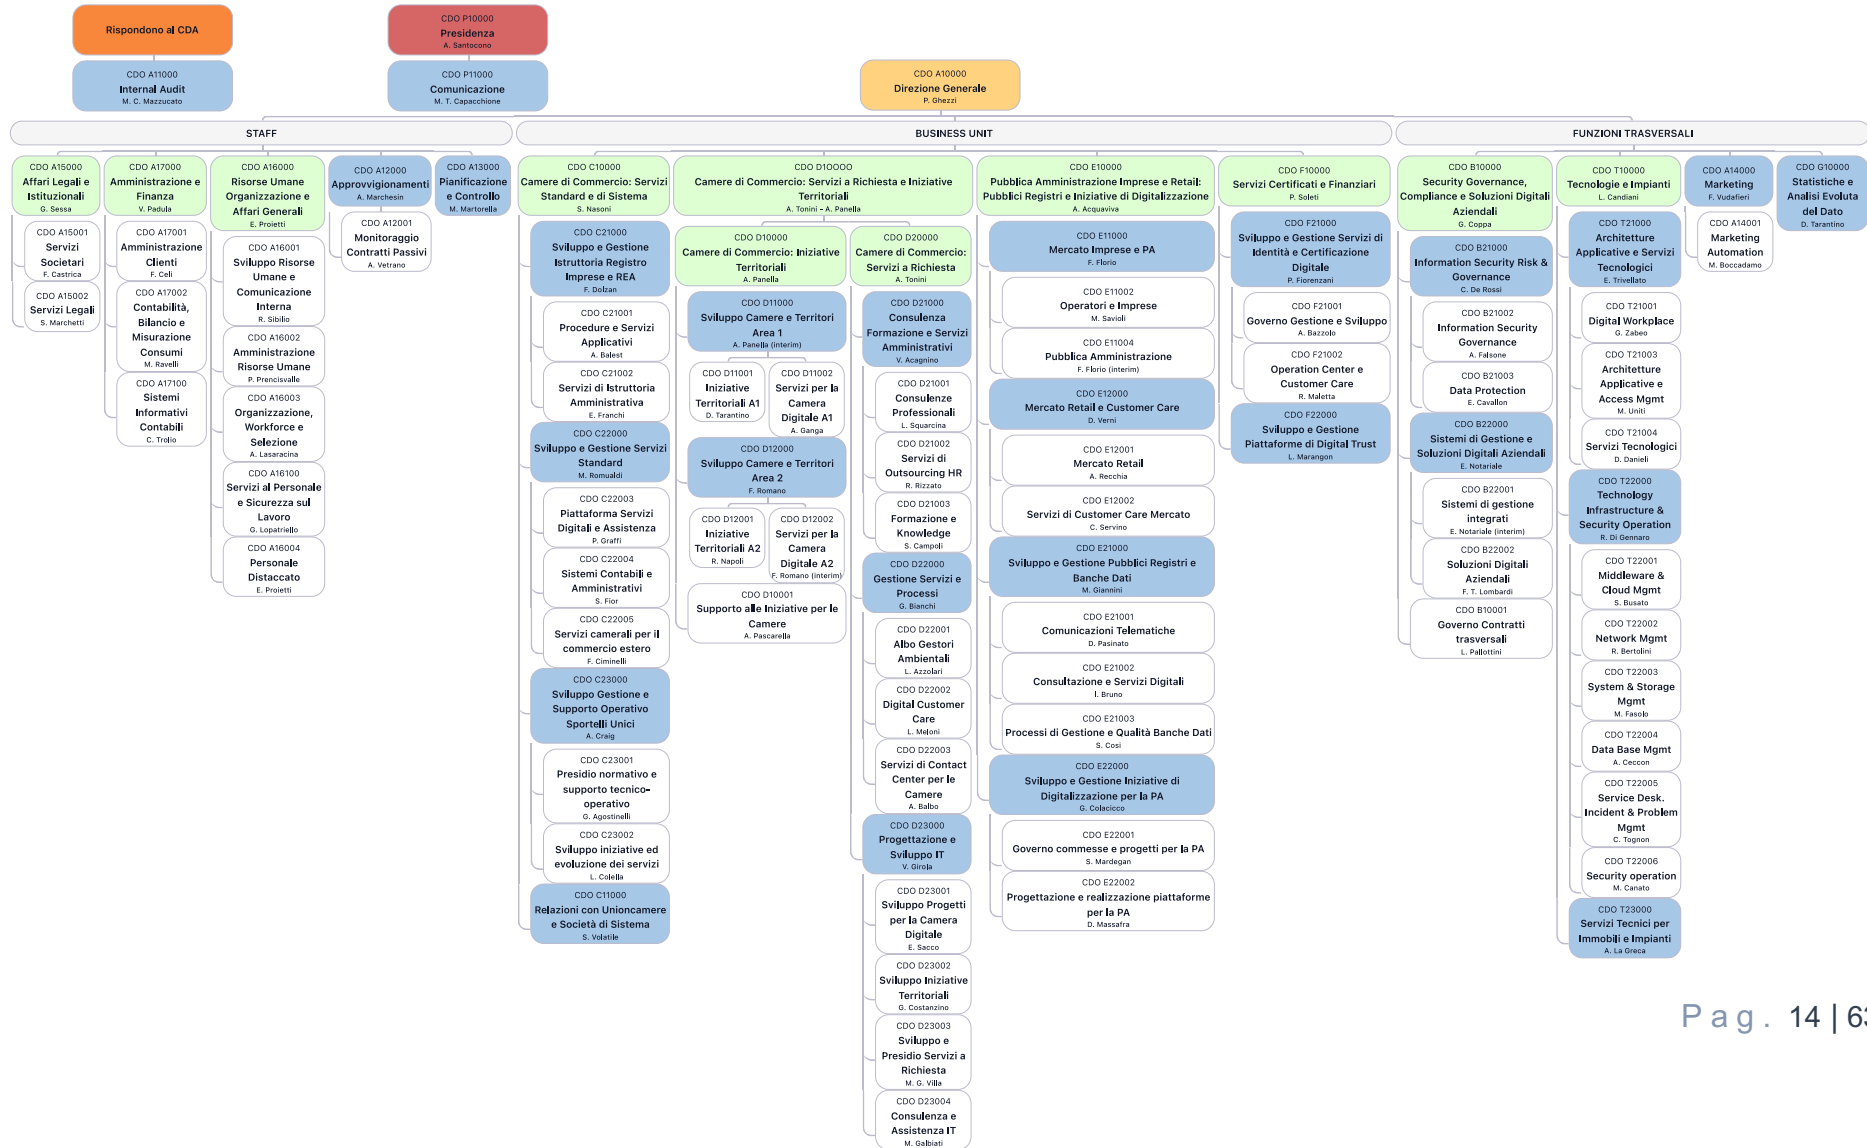 Rispondono al CDA
CDO A11000
Internal Audit
M. C. Mazzucato
CDO P10000
Presidenza
A. Santocono
CDO P11000
Comunicazione
M. T. Capacchione
CDO A10000
Direzione Generale
P. Ghezzi
STAFF
CDO A15000
Affari Legali e
Istituzionali
G. Sessa
CDO A15001
Servizi
Societari
F. Castrica
CDO A15002
Servizi Legali
S. Marchetti
CDO A17000
Amministrazione e
Finanza
V. Padula
CDO A17001
Amministrazione
Clienti
F. Celi
CDO A17002
Contabilità,
Bilancio e
Misurazione
Consumi
M. Ravelli
CDO A17100
Sistemi
Informativi
Contabili
C. Trolio
CDO A16000
Risorse Umane
Organizzazione e
Affari Generali
E. Proietti
CDO A16001
Sviluppo Risorse
Umane e
Comunicazione
Interna
R. Sibilio
CDO A16002
Amministrazione
Risorse Umane
P. Prencisvalle
CDO A16003
Organizzazione,
Workforce e
Selezione
A. Lasaracina
CDO A16100
Servizi al Personale
e Sicurezza sul
Lavoro
G. Lopatriello
CDO A16004
Personale
Distaccato
E. Proietti
CDO A12000
Approvvigionamenti
A. Marchesin
CDO A12001
Monitoraggio
Contratti Passivi
A. Vetrano
CDO A13000
Pianificazione
e Controllo
M. Martorella
BUSINESS UNIT
CDO C10000
Camere di Commercio: Servizi
Standard e di Sistema
S. Nasoni
CDO C21000
Sviluppo e Gestione
Istruttoria Registro
Imprese e REA
F. Dolzan
CDO C21001
Procedure e Servizi
Applicativi
A. Balest
CDO C21002
Servizi di Istruttoria
Amministrativa
E. Franchi
CDO C22000
Sviluppo e Gestione Servizi
Standard
M. Romualdi
CDO C22003
Piattaforma Servizi
Digitali e Assistenza
P. Graffi
CDO C22004
Sistemi Contabili e
Amministrativi
S. Fior
CDO C22005
Servizi camerali per il
commercio estero
F. Ciminelli
CDO C23000
Sviluppo Gestione e
Supporto Operativo
Sportelli Unici
A. Craig
CDO C23001
Presidio normativo e
supporto tecnico-
operativo
G. Agostinelli
CDO C23002
Sviluppo iniziative ed
evoluzione dei servizi
L. Colella
CDO C11000
Relazioni con Unioncamere
e Società di Sistema
S. Volatile
CDO D10000
Camere di Commercio: Servizi a Richiesta e Iniziative
Territoriali
A. Tonini - A. Panella
CDO D10000
Camere di Commercio: Iniziative
Territoriali
A. Panella
CDO D11000
Sviluppo Camere e Territori
Area 1
A. Panella (interim)
CDO D11001
Iniziative
Territoriali A1
D. Tarantino
CDO D11002
Servizi per la
Camera
Digitale A1
A. Ganga
CDO D12000
Sviluppo Camere e Territori
Area 2
F. Romano
CDO D12001
Iniziative
Territoriali A2
R. Napoli
CDO D12002
Servizi per la
Camera
Digitale A2
F. Romano (interim)
CDO D10001
Supporto alle Iniziative per le
Camere
A. Pascarella
CDO D20000
Camere di Commercio:
Servizi a Richiesta
A. Tonini
CDO D21000
Consulenza
Formazione e Servizi
Amministrativi
V. Acagnino
CDO D21001
Consulenze
Professionali
L. Squarcina
CDO D21002
Servizi di
Outsourcing HR
R. Rizzato
CDO D21003
Formazione e
Knowledge
S. Campoli
CDO D22000
Gestione Servizi e
Processi
G. Bianchi
CDO D22001
Albo Gestori
Ambientali
L. Azzolari
CDO D22002
Digital Customer
Care
L. Meloni
CDO D22003
Servizi di Contact
Center per le
Camere
A. Balbo
CDO D23000
Progettazione e
Sviluppo IT
V. Girola
CDO D23001
Sviluppo Progetti
per la Camera
Digitale
E. Sacco
CDO D23002
Sviluppo Iniziative
Territoriali
G. Costanzino
CDO D23003
Sviluppo e
Presidio Servizi a
Richiesta
M. G. Villa
CDO D23004
Consulenza e
Assistenza IT
M. Galbiati
CDO E10000
Pubblica Amministrazione Imprese e Retail:
Pubblici Registri e Iniziative di Digitalizzazione
A. Acquaviva
CDO E11000
Mercato Imprese e PA
F. Florio
CDO E11002
Operatori e Imprese
M. Savioli
CDO E11004
Pubblica Amministrazione
F. Florio (interim)
CDO E12000
Mercato Retail e Customer Care
D. Verni
CDO E12001
Mercato Retail
A. Recchia
CDO E12002
Servizi di Customer Care Mercato
C. Servino
CDO E21000
Sviluppo e Gestione Pubblici Registri e
Banche Dati
M. Giannini
CDO E21001
Comunicazioni Telematiche
D. Pasinato
CDO E21002
Consultazione e Servizi Digitali
I. Bruno
CDO E21003
Processi di Gestione e Qualità Banche Dati
S. Cosi
CDO E22000
Sviluppo e Gestione Iniziative di
Digitalizzazione per la PA
G. Colacicco
CDO E22001
Governo commesse e progetti per la PA
S. Mardegan
CDO E22002
Progettazione e realizzazione piattaforme
per la PA
D. Massafra
CDO F10000
Servizi Certificati e Finanziari
P. Soleti
CDO F21000
Sviluppo e Gestione Servizi di
Identità e Certificazione
Digitale
P. Fiorenzani
CDO F21001
Governo Gestione e Sviluppo
A. Bazzolo
CDO F21002
Operation Center e
Customer Care
R. Maletta
CDO F22000
Sviluppo e Gestione
Piattaforme di Digital Trust
L. Marangon
FUNZIONI TRASVERSALI
CDO B10000
Security Governance,
Compliance e Soluzioni Digitali
Aziendali
G. Coppa
CDO B21000
Information Security Risk &
Governance
C. De Rossi
CDO B21002
Information Security
Governance
A. Falsone
CDO B21003
Data Protection
E. Cavallon
CDO B22000
Sistemi di Gestione e
Soluzioni Digitali Aziendali
E. Notariale
CDO B22001
Sistemi di gestione
integrati
E. Notariale (interim)
CDO B22002
Soluzioni Digitali
Aziendali
F. T. Lombardi
CDO B10001
Governo Contratti
trasversali
L. Pallottini
CDO T10000
Tecnologie e Impianti
L. Candiani
CDO T21000
Architetture
Applicative e Servizi
Tecnologici
E. Trivellato
CDO T21001
Digital Workplace
G. Zabeo
CDO T21003
Architetture
Applicative e
Access Mgmt
M. Uniti
CDO T21004
Servizi Tecnologici
D. Danieli
CDO T22000
Technology
Infrastructure &
Security Operation
R. Di Gennaro
CDO T22001
Middleware &
Cloud Mgmt
S. Busato
CDO T22002
Network Mgmt
R. Bertolini
CDO T22003
System & Storage
Mgmt
M. Fasolo
CDO T22004
Data Base Mgmt
A. Ceccon
CDO T22005
Service Desk.
Incident & Problem
Mgmt
C. Tognon
CDO T22006
Security operation
M. Canato
CDO T23000
Servizi Tecnici per
Immobili e Impianti
A. La Greca
CDO A14000
Marketing
F. Vudafieri
CDO A14001
Marketing
Automation
M. Boccadamo
CDO G10000
Statistiche e
Analisi Evoluta
del Dato
D. Tarantino
Pag. 14 | 63